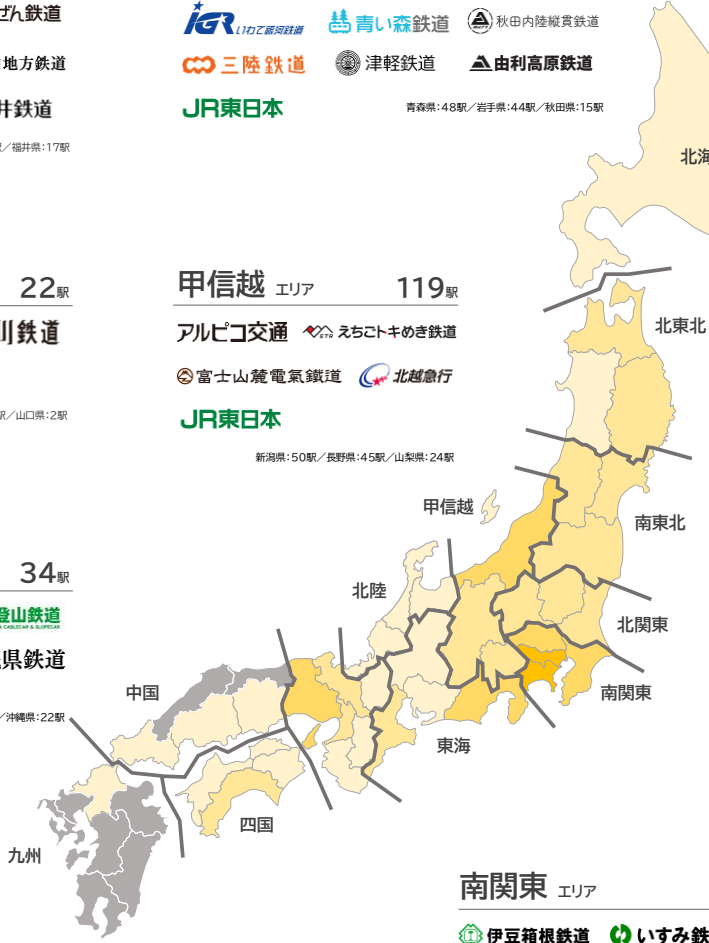 ぜん鉄道
地方鉄道
井鉄道
／福井県：17駅
IGRいわて銀河鉄道
青い森鉄道
秋田内陸縦貫鉄道
三陸鉄道
津軽鉄道
由利高原鉄道
JR東日本
青森県：48駅／岩手県：44駅／秋田県：15駅
22駅
川鉄道
駅／山口県：2駅
甲信越 エリア 119駅
アルピコ交通
ETR えちごトキめき鉄道
富士山麓電氣鐵道
北越急行
JR東日本
新潟県：50駅／長野県：45駅／山梨県：24駅
34駅
登山鉄道
A CABLECAR & SLOPECAR
県鉄道
／沖縄県：22駅
北海
北東北
南東北
甲信越
北陸
北関東
南関東
中国
東海
四国
九州
南関東 エリア
伊豆箱根鉄道
いすみ鉄